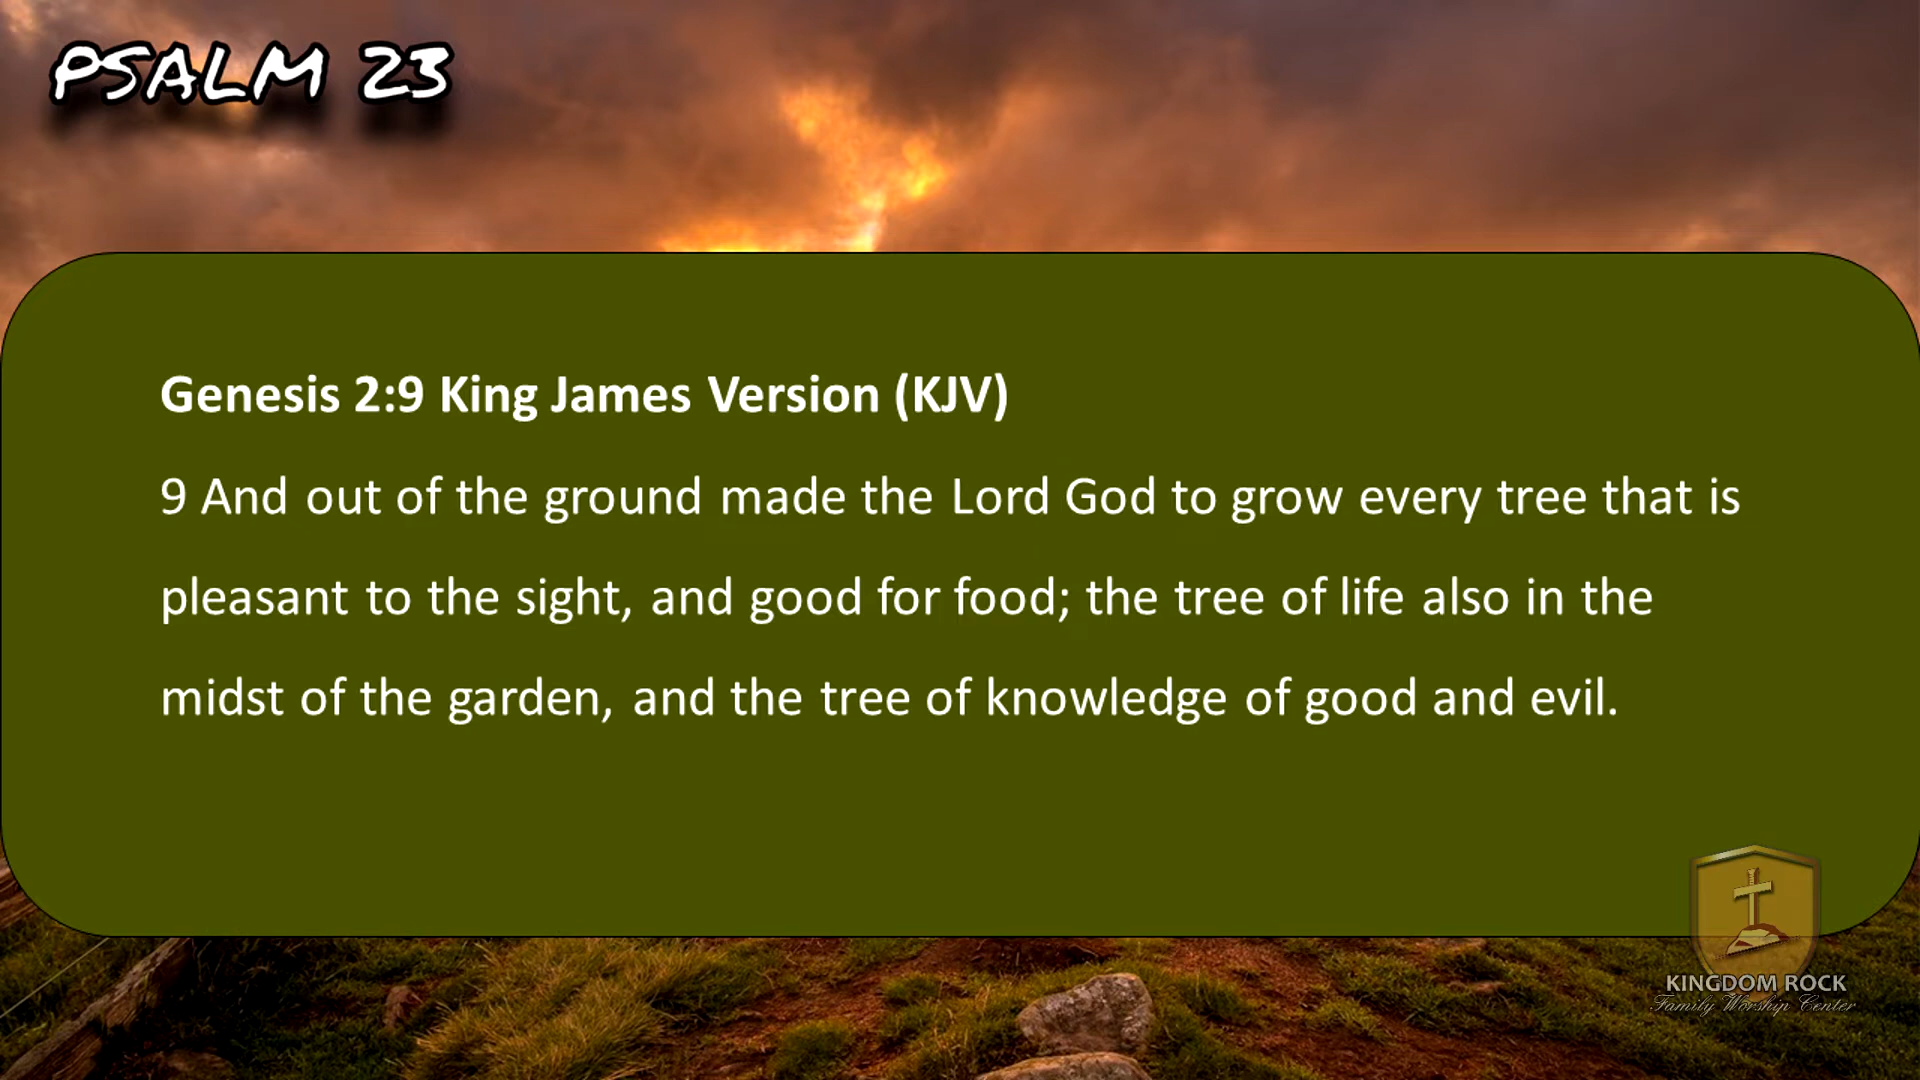 PSALM 23
Genesis 2:9 King James Version (KJV)
9 And out of the ground made the Lord God to grow every tree that is
pleasant to the sight, and good for food; the tree of life also in the
midst of the garden, and the tree of knowledge of good and evil.
KINGDOM ROCK
Family Worship Center